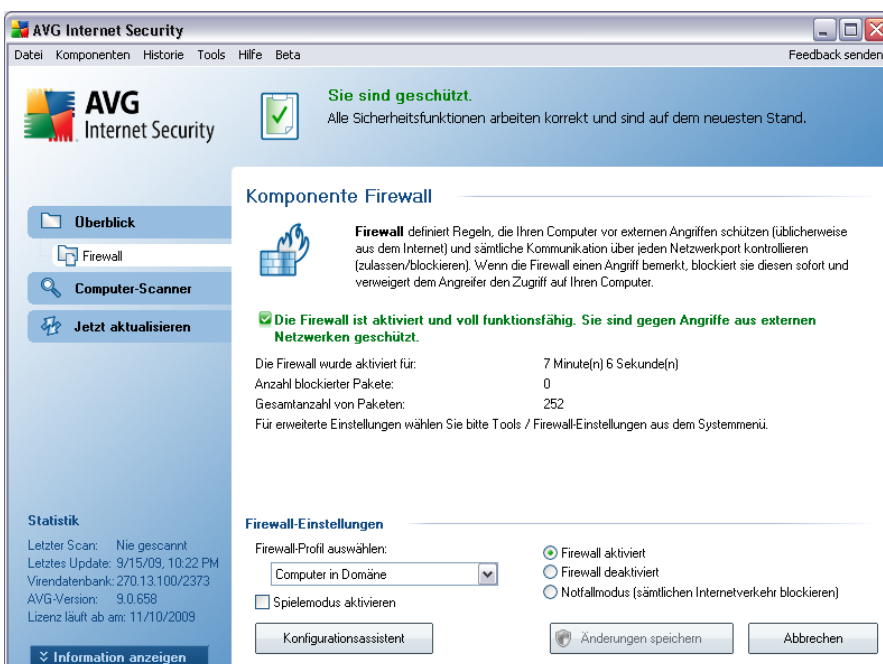 AVG Internet Security
Datei Komponenten Historie Tools Hilfe Beta Feedback senden
AVG
Internet Security
Sie sind geschützt.
Alle Sicherheitsfunktionen arbeiten korrekt und sind auf dem neuesten Stand.
Überblick
Firewall
Computer-Scanner
Jetzt aktualisieren
Komponente Firewall
Firewall definiert Regeln, die Ihren Computer vor externen Angriffen schützen (üblicherweise
aus dem Internet) und sämtliche Kommunikation über jeden Netzwerkport kontrollieren
(zulassen/blockieren). Wenn die Firewall einen Angriff bemerkt, blockiert sie diesen sofort und
verweigert dem Angreifer den Zugriff auf Ihren Computer.
Die Firewall ist aktiviert und voll funktionsfähig. Sie sind gegen Angriffe aus externen
Netzwerken geschützt.
Die Firewall wurde aktiviert für: 7 Minute(n) 6 Sekunde(n)
Anzahl blockierter Pakete: 0
Gesamtanzahl von Paketen: 252
Für erweiterte Einstellungen wählen Sie bitte Tools / Firewall-Einstellungen aus dem Systemmenü.
Statistik
Letzter Scan: Nie gescannt
Letztes Update: 9/15/09, 10:22 PM
Virendatenbank: 270.13.100/2373
AVG-Version: 9.0.658
Lizenz läuft ab am: 11/10/2009
Information anzeigen
Firewall-Einstellungen
Firewall-Profil auswählen:
Computer in Domäne
Spielemodus aktivieren
Firewall aktiviert
Firewall deaktiviert
Notfallmodus (sämtlichen Internetverkehr blockieren)
Konfigurationsassistent
Änderungen speichern
Abbrechen